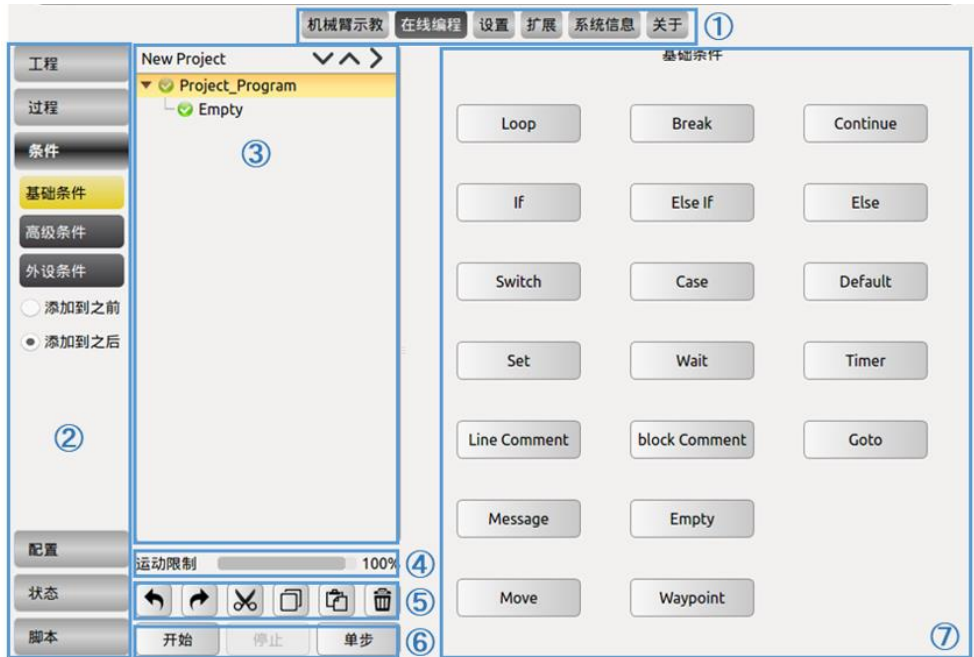 机械臂示教 在线编程 设置 扩展 系统信息 关于 ①
工程
过程
条件
基础条件
高级条件
外设条件
添加到之前
添加到之后
②
配置
状态
脚本
New Project
Project_Program
Empty
③
运动限制 100% ④
⑤
开始 停止 单步 ⑥
基础条件
Loop Break Continue
If Else If Else
Switch Case Default
Set Wait Timer
Line Comment block Comment Goto
Message Empty
Move Waypoint
⑦